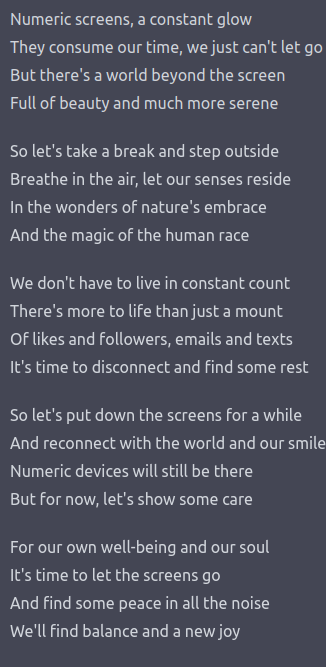 Numeric screens, a constant glow
They consume our time, we just can't let go
But there's a world beyond the screen
Full of beauty and much more serene
So let's take a break and step outside
Breathe in the air, let our senses reside
In the wonders of nature's embrace
And the magic of the human race
We don't have to live in constant count
There's more to life than just a mount
Of likes and followers, emails and texts
It's time to disconnect and find some rest
So let's put down the screens for a while
And reconnect with the world and our smile
Numeric devices will still be there
But for now, let's show some care
For our own well-being and our soul
It's time to let the screens go
And find some peace in all the noise
We'll find balance and a new joy